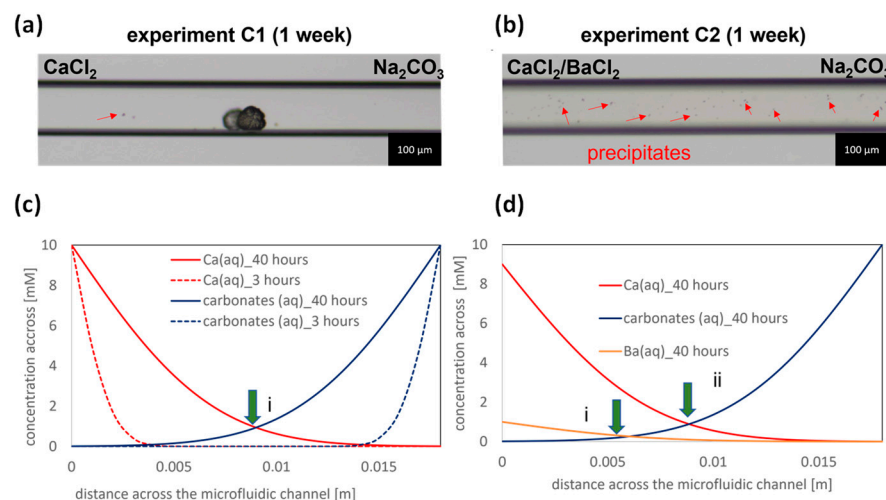 (a)
experiment C1 (1 week)
CaCl2
Na2CO3
100 µm
(b)
experiment C2 (1 week)
CaCl2/BaCl2
Na2CO3
precipitates
100 µm
(c)
concentration accross [mM]
10
8
6
4
2
0
Ca(aq)_40 hours
Ca(aq)_3 hours
carbonates (aq)_40 hours
carbonates (aq)_3 hours
i
0 0.005 0.01 0.015
distance across the microfluidic channel [m]
(d)
concentration across [mM]
10
8
6
4
2
0
Ca(aq)_40 hours
carbonates (aq)_40 hours
Ba(aq)_40 hours
i
ii
0 0.005 0.01 0.015
distance across the microfluidic channel [m]